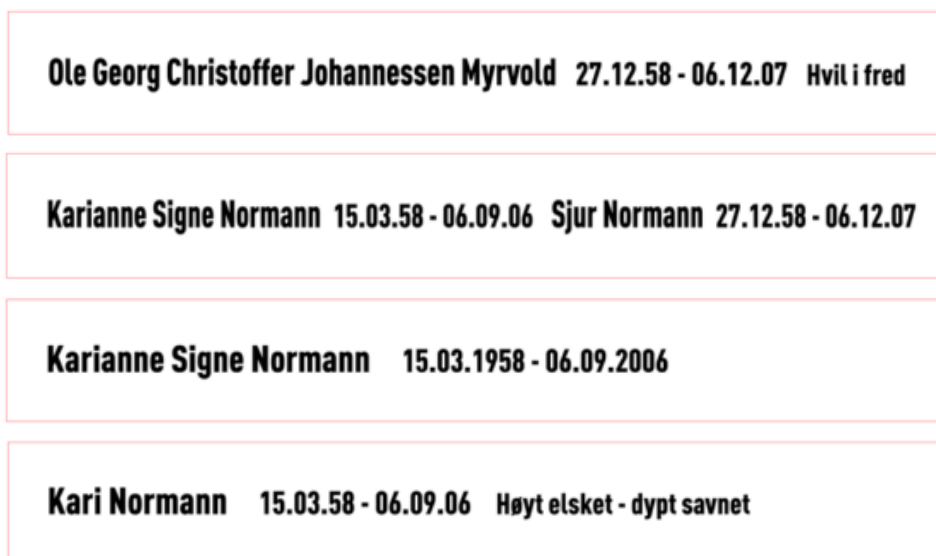 Ole Georg Christoffer Johannessen Myrvold 27.12.58 - 06.12.07 Hvil i fred
Karianne Signe Normann 15.03.58 - 06.09.06 Sjur Normann 27.12.58 - 06.12.07
Karianne Signe Normann 15.03.1958 - 06.09.2006
Kari Normann 15.03.58 - 06.09.06 Høyt elsket - dypt savnet